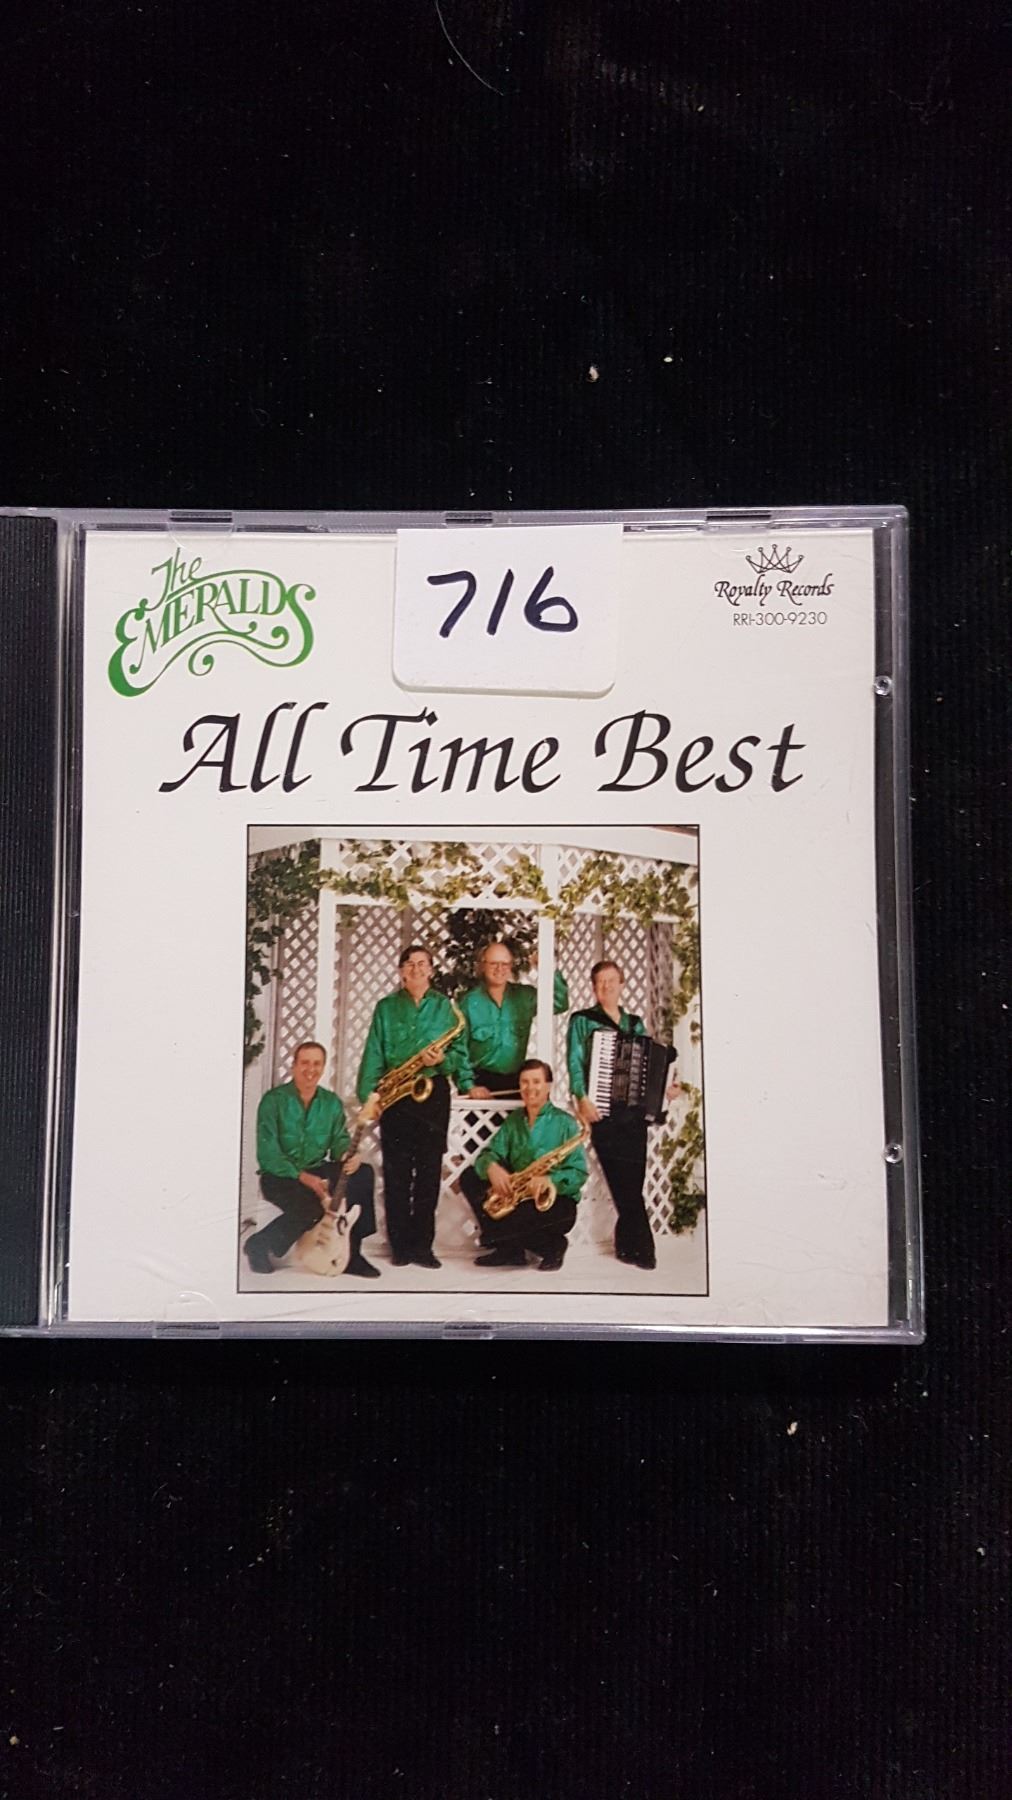 The
EMERALDS
716
Royalty Records
RRI-300-9230
All Time Best